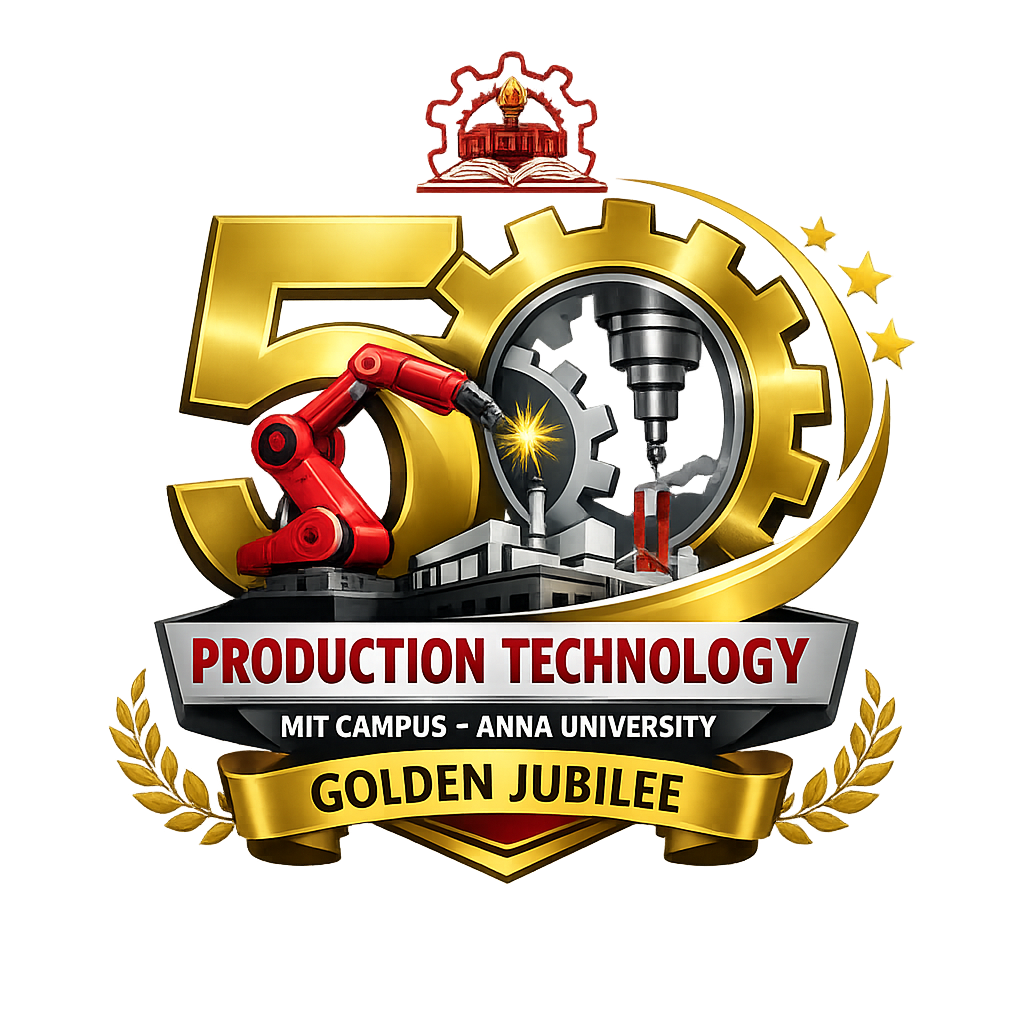 50
PRODUCTION TECHNOLOGY
MIT CAMPUS – ANNA UNIVERSITY
GOLDEN JUBILEE